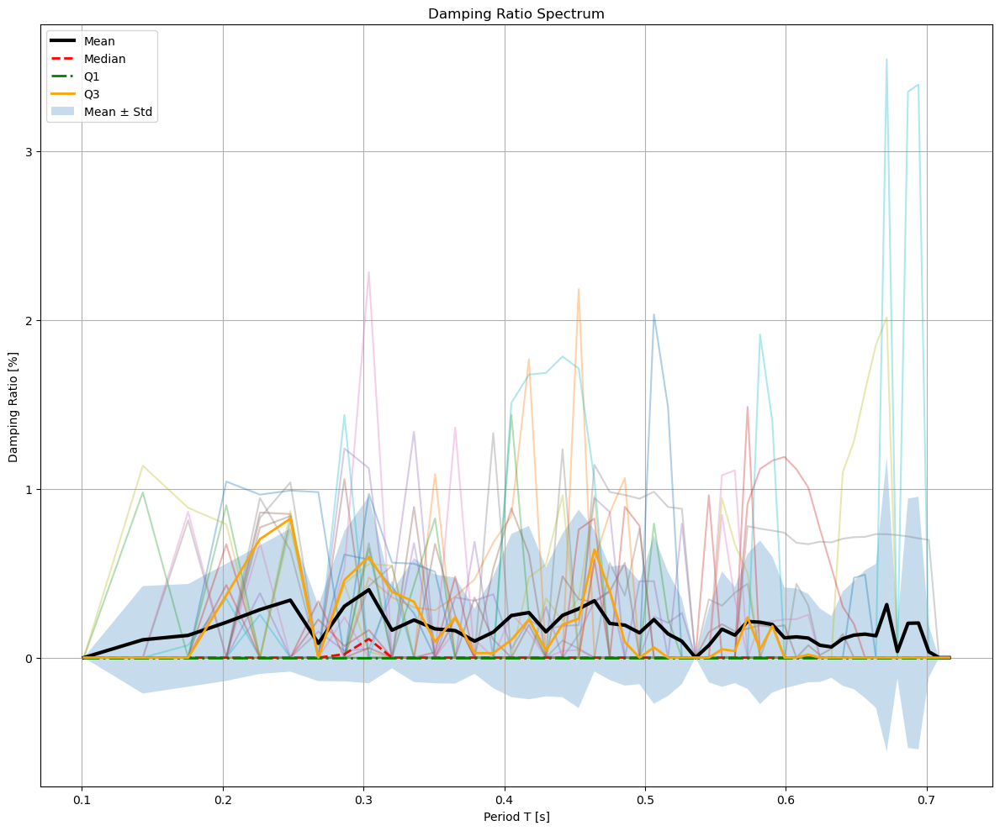 Damping Ratio Spectrum
Mean
Median
Q1
Q3
Mean ± Std
Damping Ratio [%]
3
2
1
0
0.1 0.2 0.3 0.4 0.5 0.6 0.7
Period T [s]